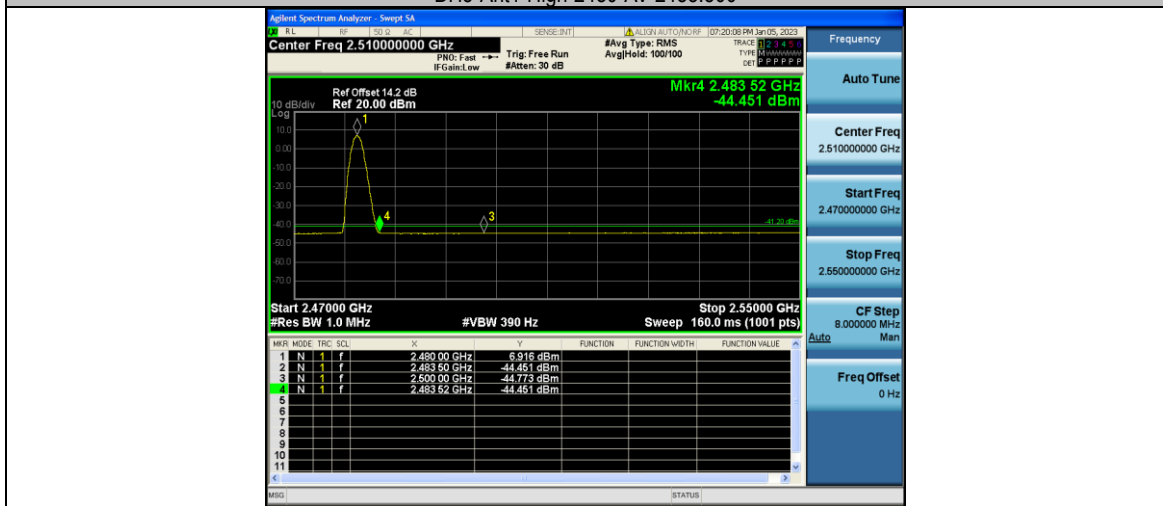 Agilent Spectrum Analyzer - Swept SA
RL RF 50 Ω AC SENSE:INT ALIGN AUTO/NO RF 07:20:08 PM Jan 05, 2023
Center Freq 2.510000000 GHz
PNO: Fast
IFGain:Low
Trig: Free Run
#Atten: 30 dB
#Avg Type: RMS
Avg|Hold: 100/100
TRACE 1 2 3 4 5 6
TYPE M
DET P P P P P P
Frequency
Auto Tune
Center Freq
2.510000000 GHz
Start Freq
2.470000000 GHz
Stop Freq
2.550000000 GHz
CF Step
8.000000 MHz
Auto Man
Freq Offset
0 Hz
Mkr4 2.483 52 GHz
-44.451 dBm
Ref Offset 14.2 dB
10 dB/div Ref 20.00 dBm
Log
10.0
0.00
-10.0
-20.0
-30.0
-40.0
-50.0
-60.0
-70.0
1
4
3
-41.20 dBm
Start 2.47000 GHz Stop 2.55000 GHz
#Res BW 1.0 MHz #VBW 390 Hz Sweep 160.0 ms (1001 pts)
MKR MODE TRC SCL X Y FUNCTION FUNCTION WIDTH FUNCTION VALUE
1 N 1 f 2.480 00 GHz 6.916 dBm
2 N 1 f 2.483 50 GHz -44.451 dBm
3 N 1 f 2.500 00 GHz -44.773 dBm
4 N 1 f 2.483 52 GHz -44.451 dBm
5
6
7
8
9
10
11
MSG STATUS